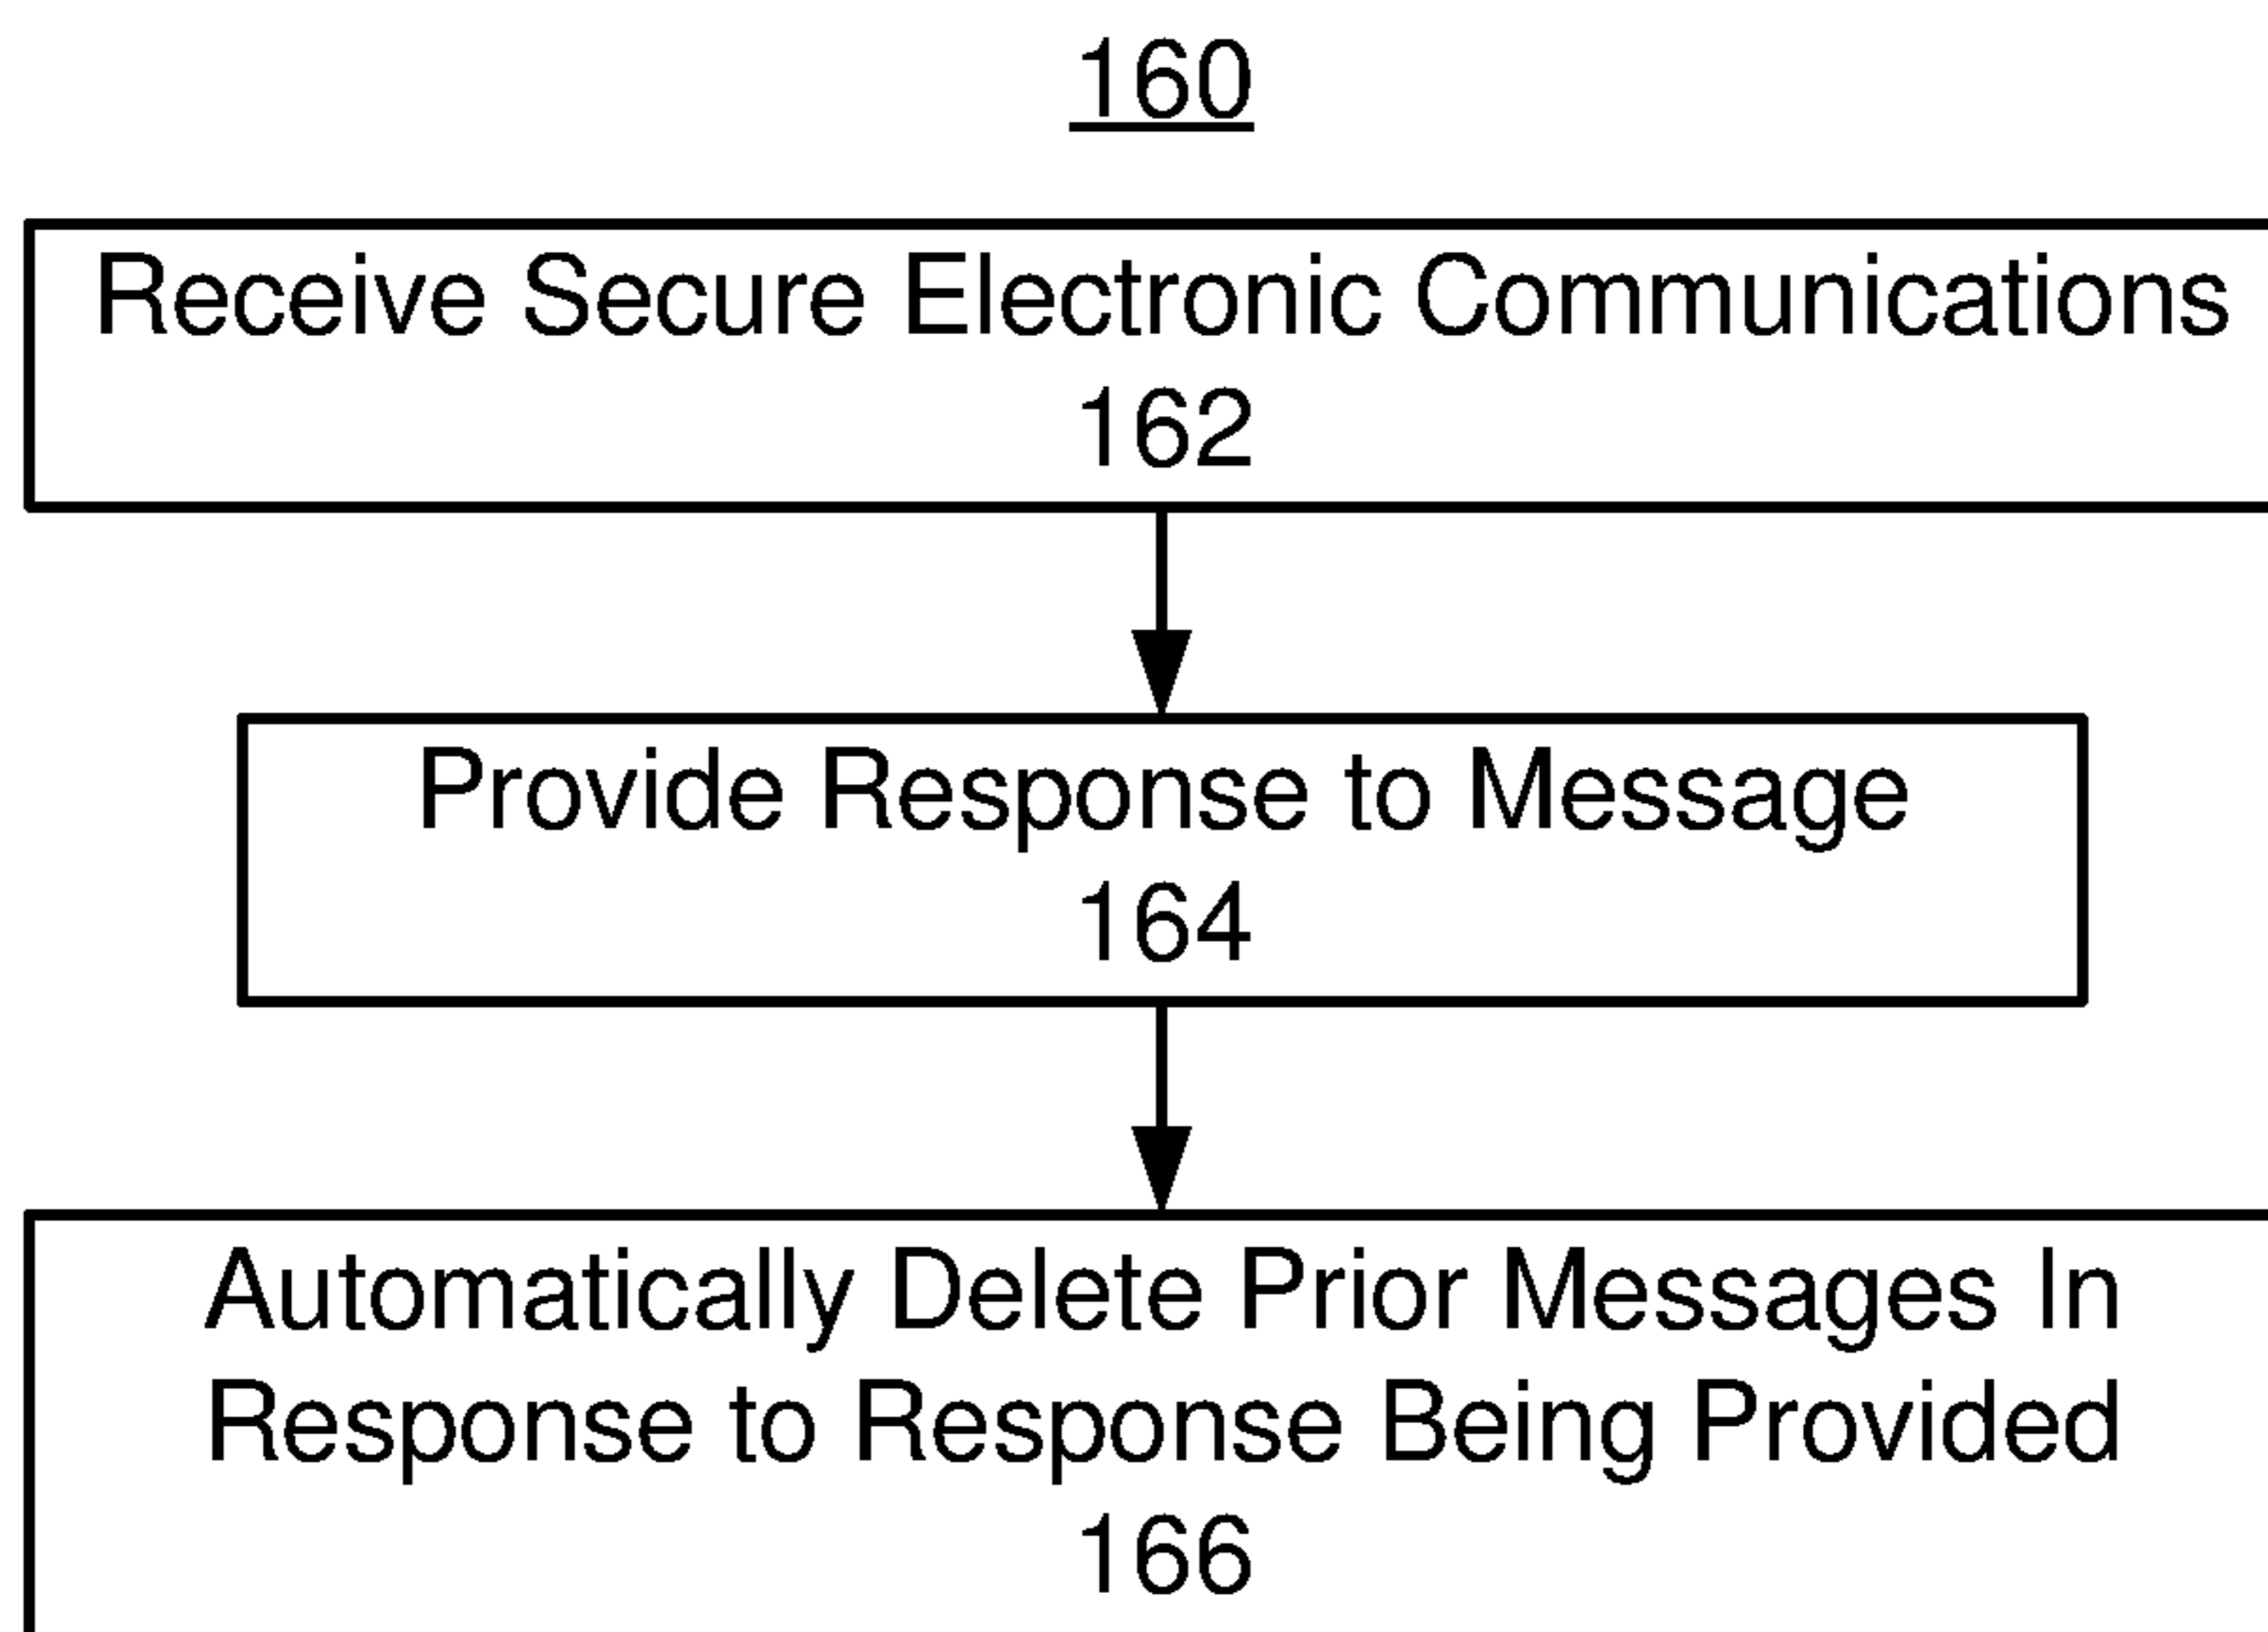 160
Receive Secure Electronic Communications
162
Provide Response to Message
164
Automatically Delete Prior Messages In
Response to Response Being Provided
166